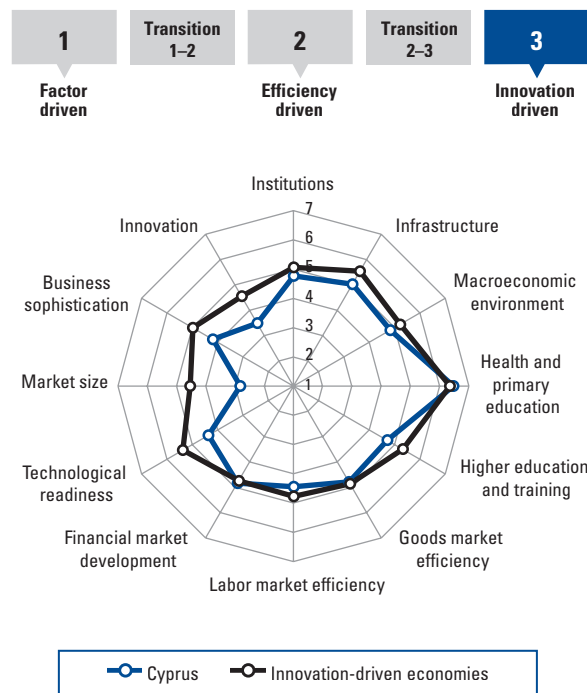 1
Transition
1–2
2
Transition
2–3
3
Factor
driven
Efficiency
driven
Innovation
driven
Institutions
7
6
5
4
3
2
1
Infrastructure
Macroeconomic
environment
Health and
primary
education
Higher education
and training
Goods market
efficiency
Labor market efficiency
Financial market
development
Technological
readiness
Market size
Business
sophistication
Innovation
Cyprus
Innovation-driven economies